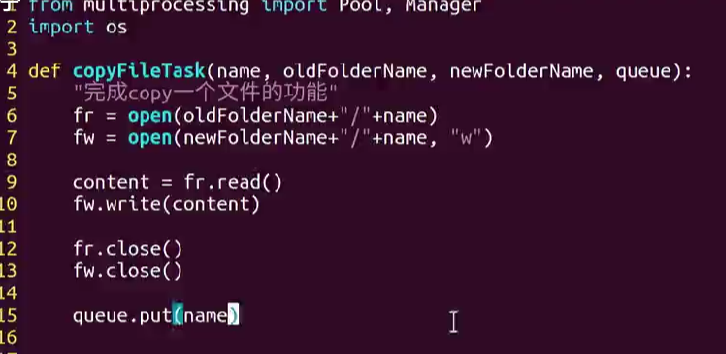 1 from multiprocessing import Pool, Manager
2 import os
3
4 def copyFileTask(name, oldFolderName, newFolderName, queue):
5     "完成copy一个文件的功能"
6     fr = open(oldFolderName+"/"+name)
7     fw = open(newFolderName+"/"+name, "w")
8
9     content = fr.read()
10     fw.write(content)
11
12     fr.close()
13     fw.close()
14
15     queue.put(name)
16